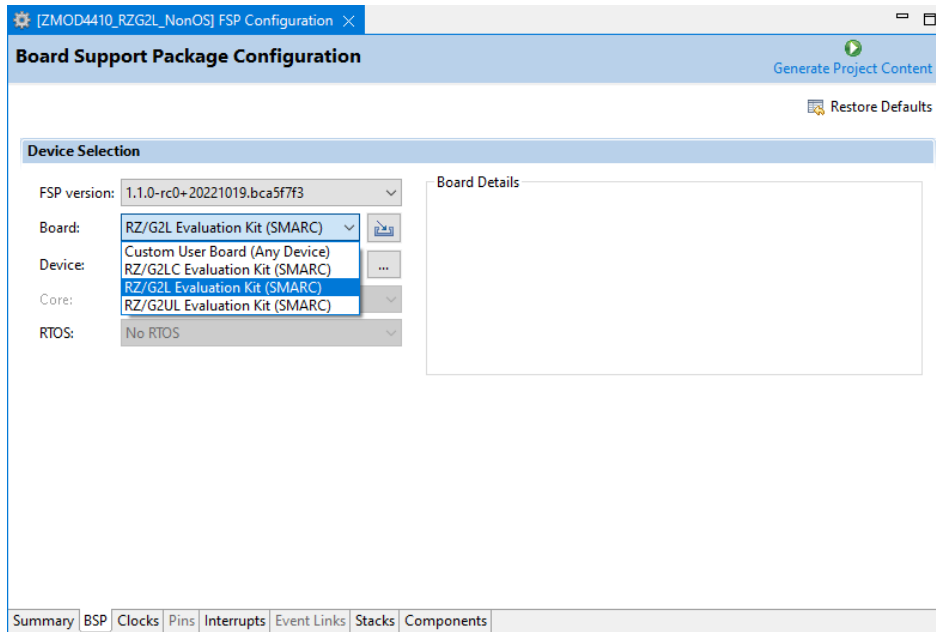 [ZMOD4410_RZG2L_NonOS] FSP Configuration
Board Support Package Configuration
Generate Project Content
Restore Defaults
Device Selection
FSP version: 1.1.0-rc0+20221019.bca5f7f3
Board Details
Board: RZ/G2L Evaluation Kit (SMARC)
Custom User Board (Any Device)
Device: RZ/G2LC Evaluation Kit (SMARC) ...
RZ/G2L Evaluation Kit (SMARC)
Core: RZ/G2UL Evaluation Kit (SMARC)
RTOS: No RTOS
Summary BSP Clocks Pins Interrupts Event Links Stacks Components